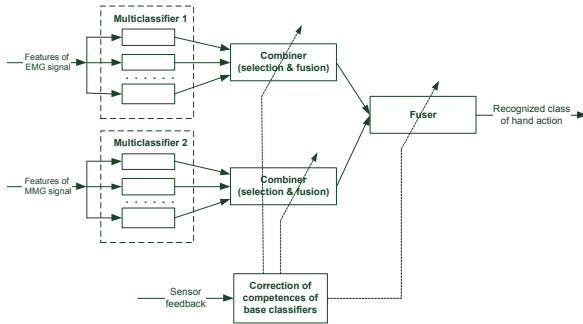 Multiclassifier 1
Features of
EMG signal
. . . . . .
Combiner
(selection & fusion)
Fuser
Recognized class
of hand action
Multiclassifier 2
Features of
MMG signal
. . . . . .
Combiner
(selection & fusion)
Sensor
feedback
Correction of
competences of
base classifiers